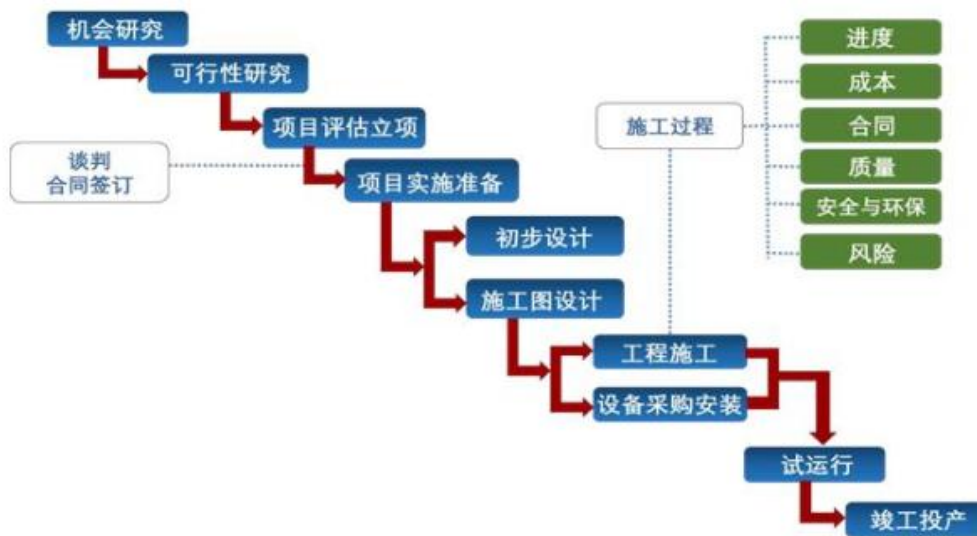 机会研究
可行性研究
项目评估立项
谈判
合同签订
项目实施准备
初步设计
施工图设计
施工过程
进度
成本
合同
质量
安全与环保
风险
工程施工
设备采购安装
试运行
竣工投产